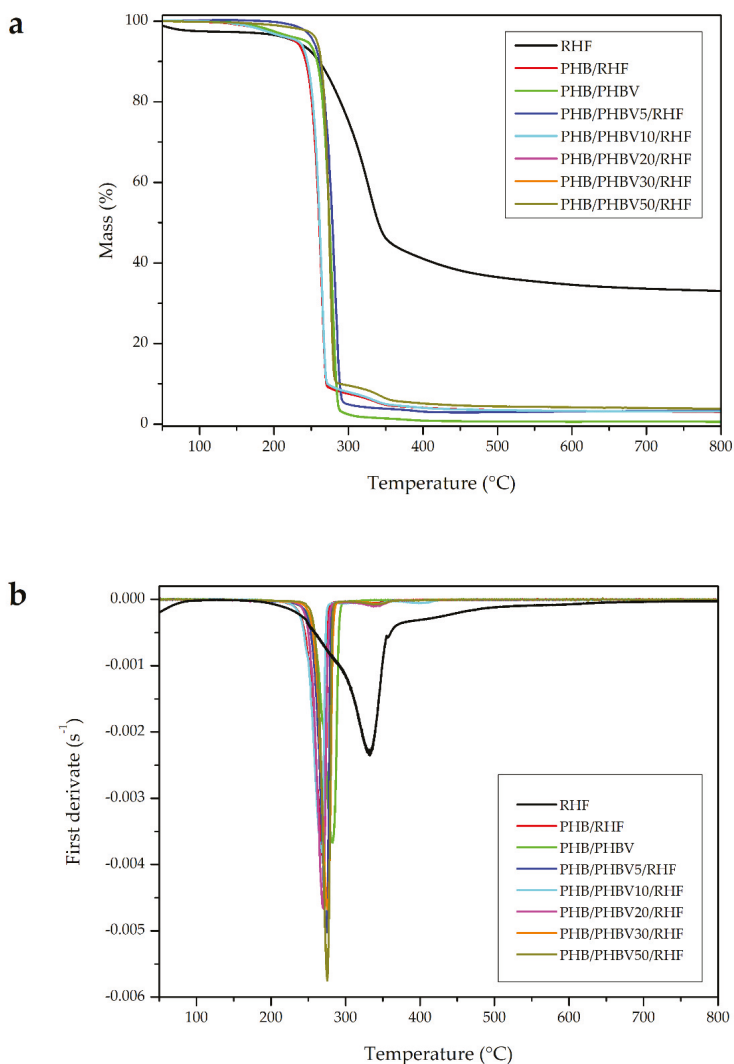 a
100
80
60
40
20
0
Mass (%)
RHF
PHB/RHF
PHB/PHBV
PHB/PHBV5/RHF
PHB/PHBV10/RHF
PHB/PHBV20/RHF
PHB/PHBV30/RHF
PHB/PHBV50/RHF
100 200 300 400 500 600 700 800
Temperature (°C)
b
0.000
-0.001
-0.002
-0.003
-0.004
-0.005
-0.006
First derivate (s⁻¹)
RHF
PHB/RHF
PHB/PHBV
PHB/PHBV5/RHF
PHB/PHBV10/RHF
PHB/PHBV20/RHF
PHB/PHBV30/RHF
PHB/PHBV50/RHF
100 200 300 400 500 600 700 800
Temperature (°C)